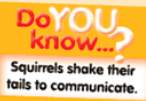 Do YOU
know...?
Squirrels shake their
tails to communicate.